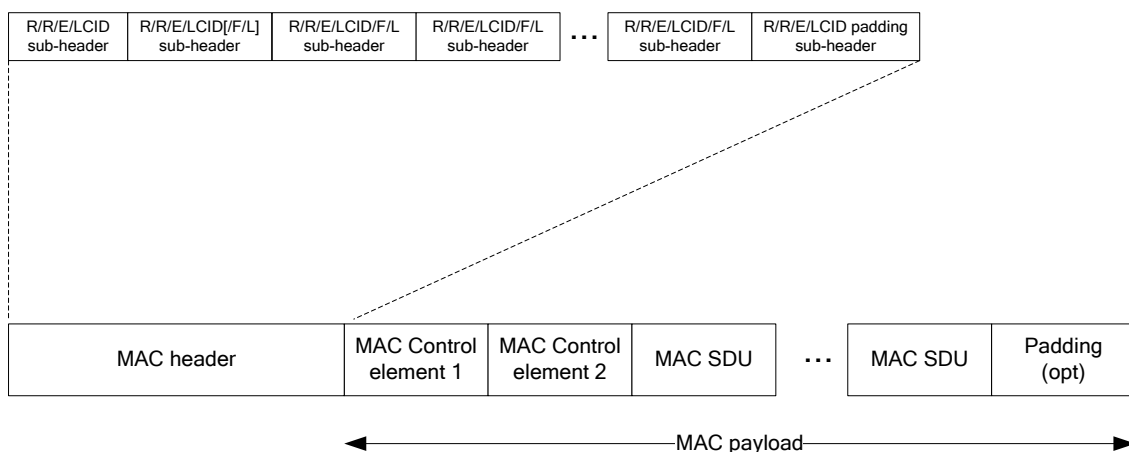 R/R/E/LCID
sub-header
R/R/E/LCID[/F/L]
sub-header
R/R/E/LCID/F/L
sub-header
R/R/E/LCID/F/L
sub-header
...
R/R/E/LCID/F/L
sub-header
R/R/E/LCID padding
sub-header
MAC header
MAC Control
element 1
MAC Control
element 2
MAC SDU
...
MAC SDU
Padding
(opt)
MAC payload